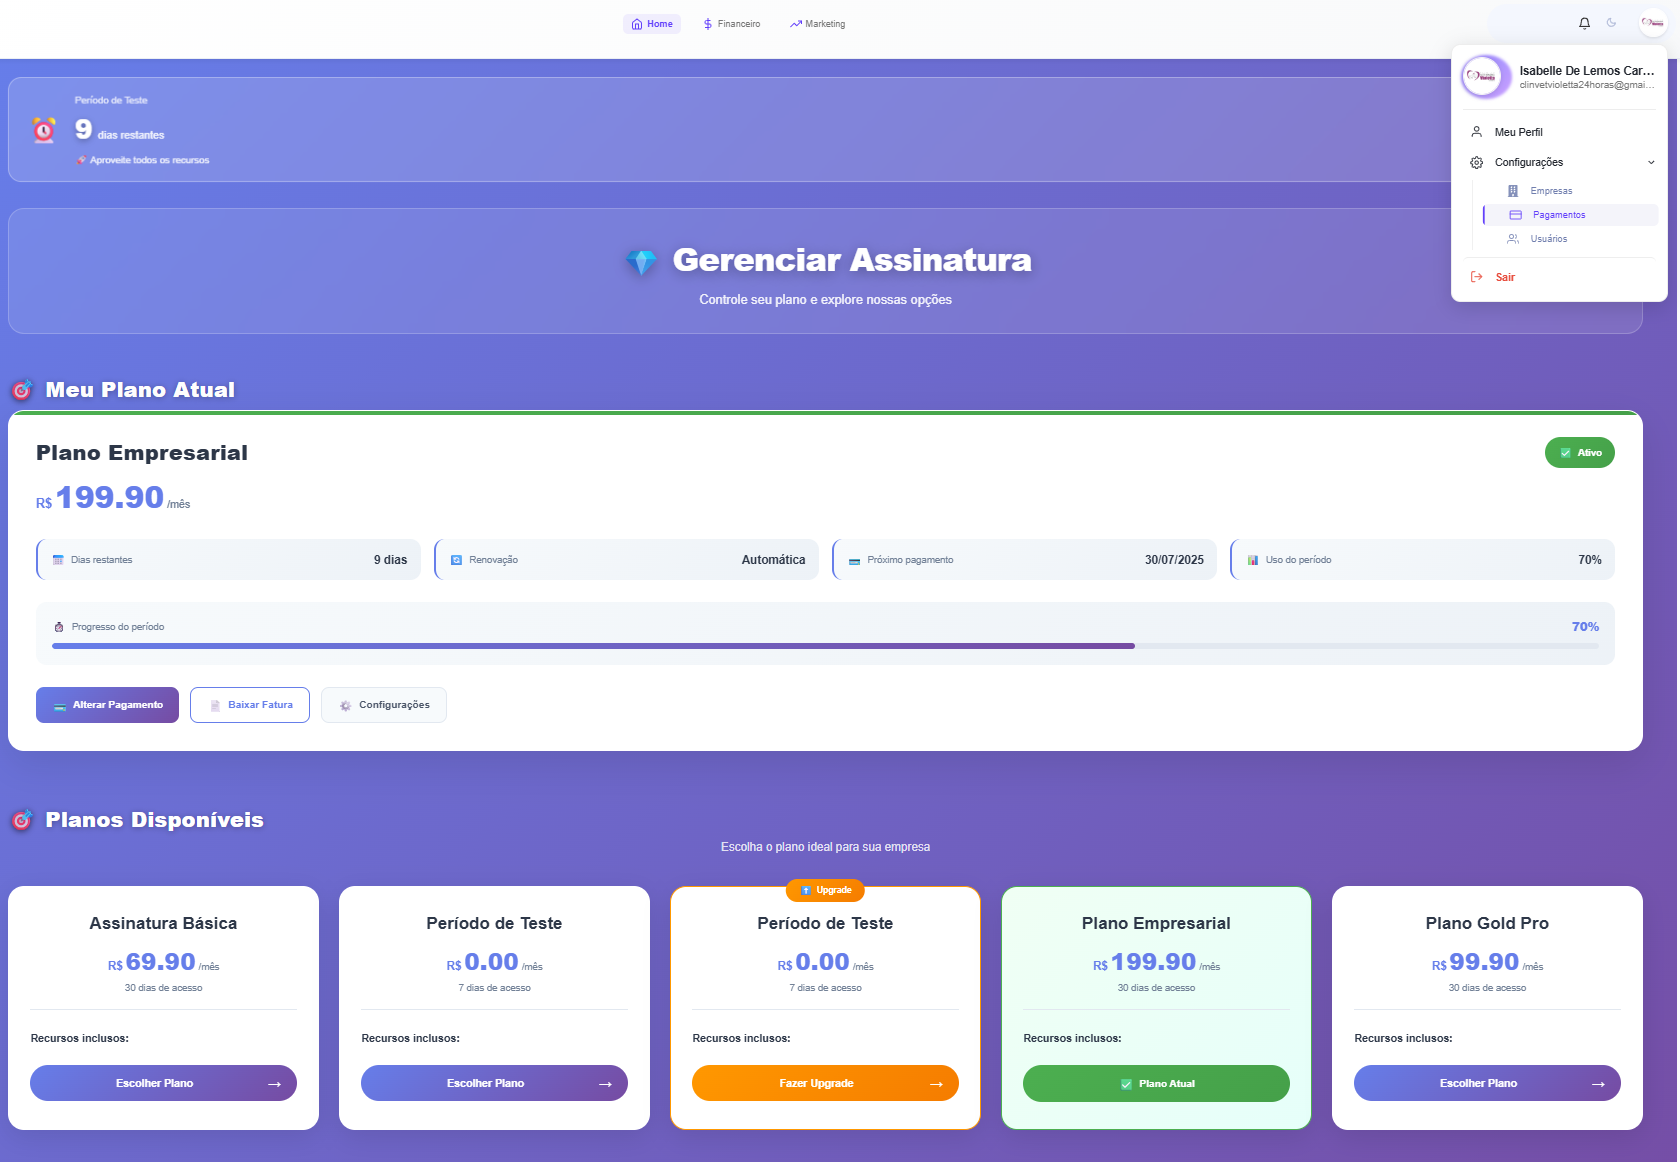 Home
Financeiro
Marketing
Isabelle De Lemos Car...
clinvetvioletta24horas@gmai...
Meu Perfil
Configurações
Empresas
Pagamentos
Usuários
Sair
Período de Teste
9 dias restantes
Aproveite todos os recursos
Gerenciar Assinatura
Controle seu plano e explore nossas opções
Meu Plano Atual
Plano Empresarial
Ativo
R$ 199.90 /mês
Dias restantes 9 dias
Renovação Automática
Próximo pagamento 30/07/2025
Uso do período 70%
Progresso do período 70%
Alterar Pagamento
Baixar Fatura
Configurações
Planos Disponíveis
Escolha o plano ideal para sua empresa
Assinatura Básica
R$ 69.90 /mês
30 dias de acesso
Recursos inclusos:
Escolher Plano →
Período de Teste
R$ 0.00 /mês
7 dias de acesso
Recursos inclusos:
Escolher Plano →
Upgrade
Período de Teste
R$ 0.00 /mês
7 dias de acesso
Recursos inclusos:
Fazer Upgrade →
Plano Empresarial
R$ 199.90 /mês
30 dias de acesso
Recursos inclusos:
Plano Atual
Plano Gold Pro
R$ 99.90 /mês
30 dias de acesso
Recursos inclusos:
Escolher Plano →